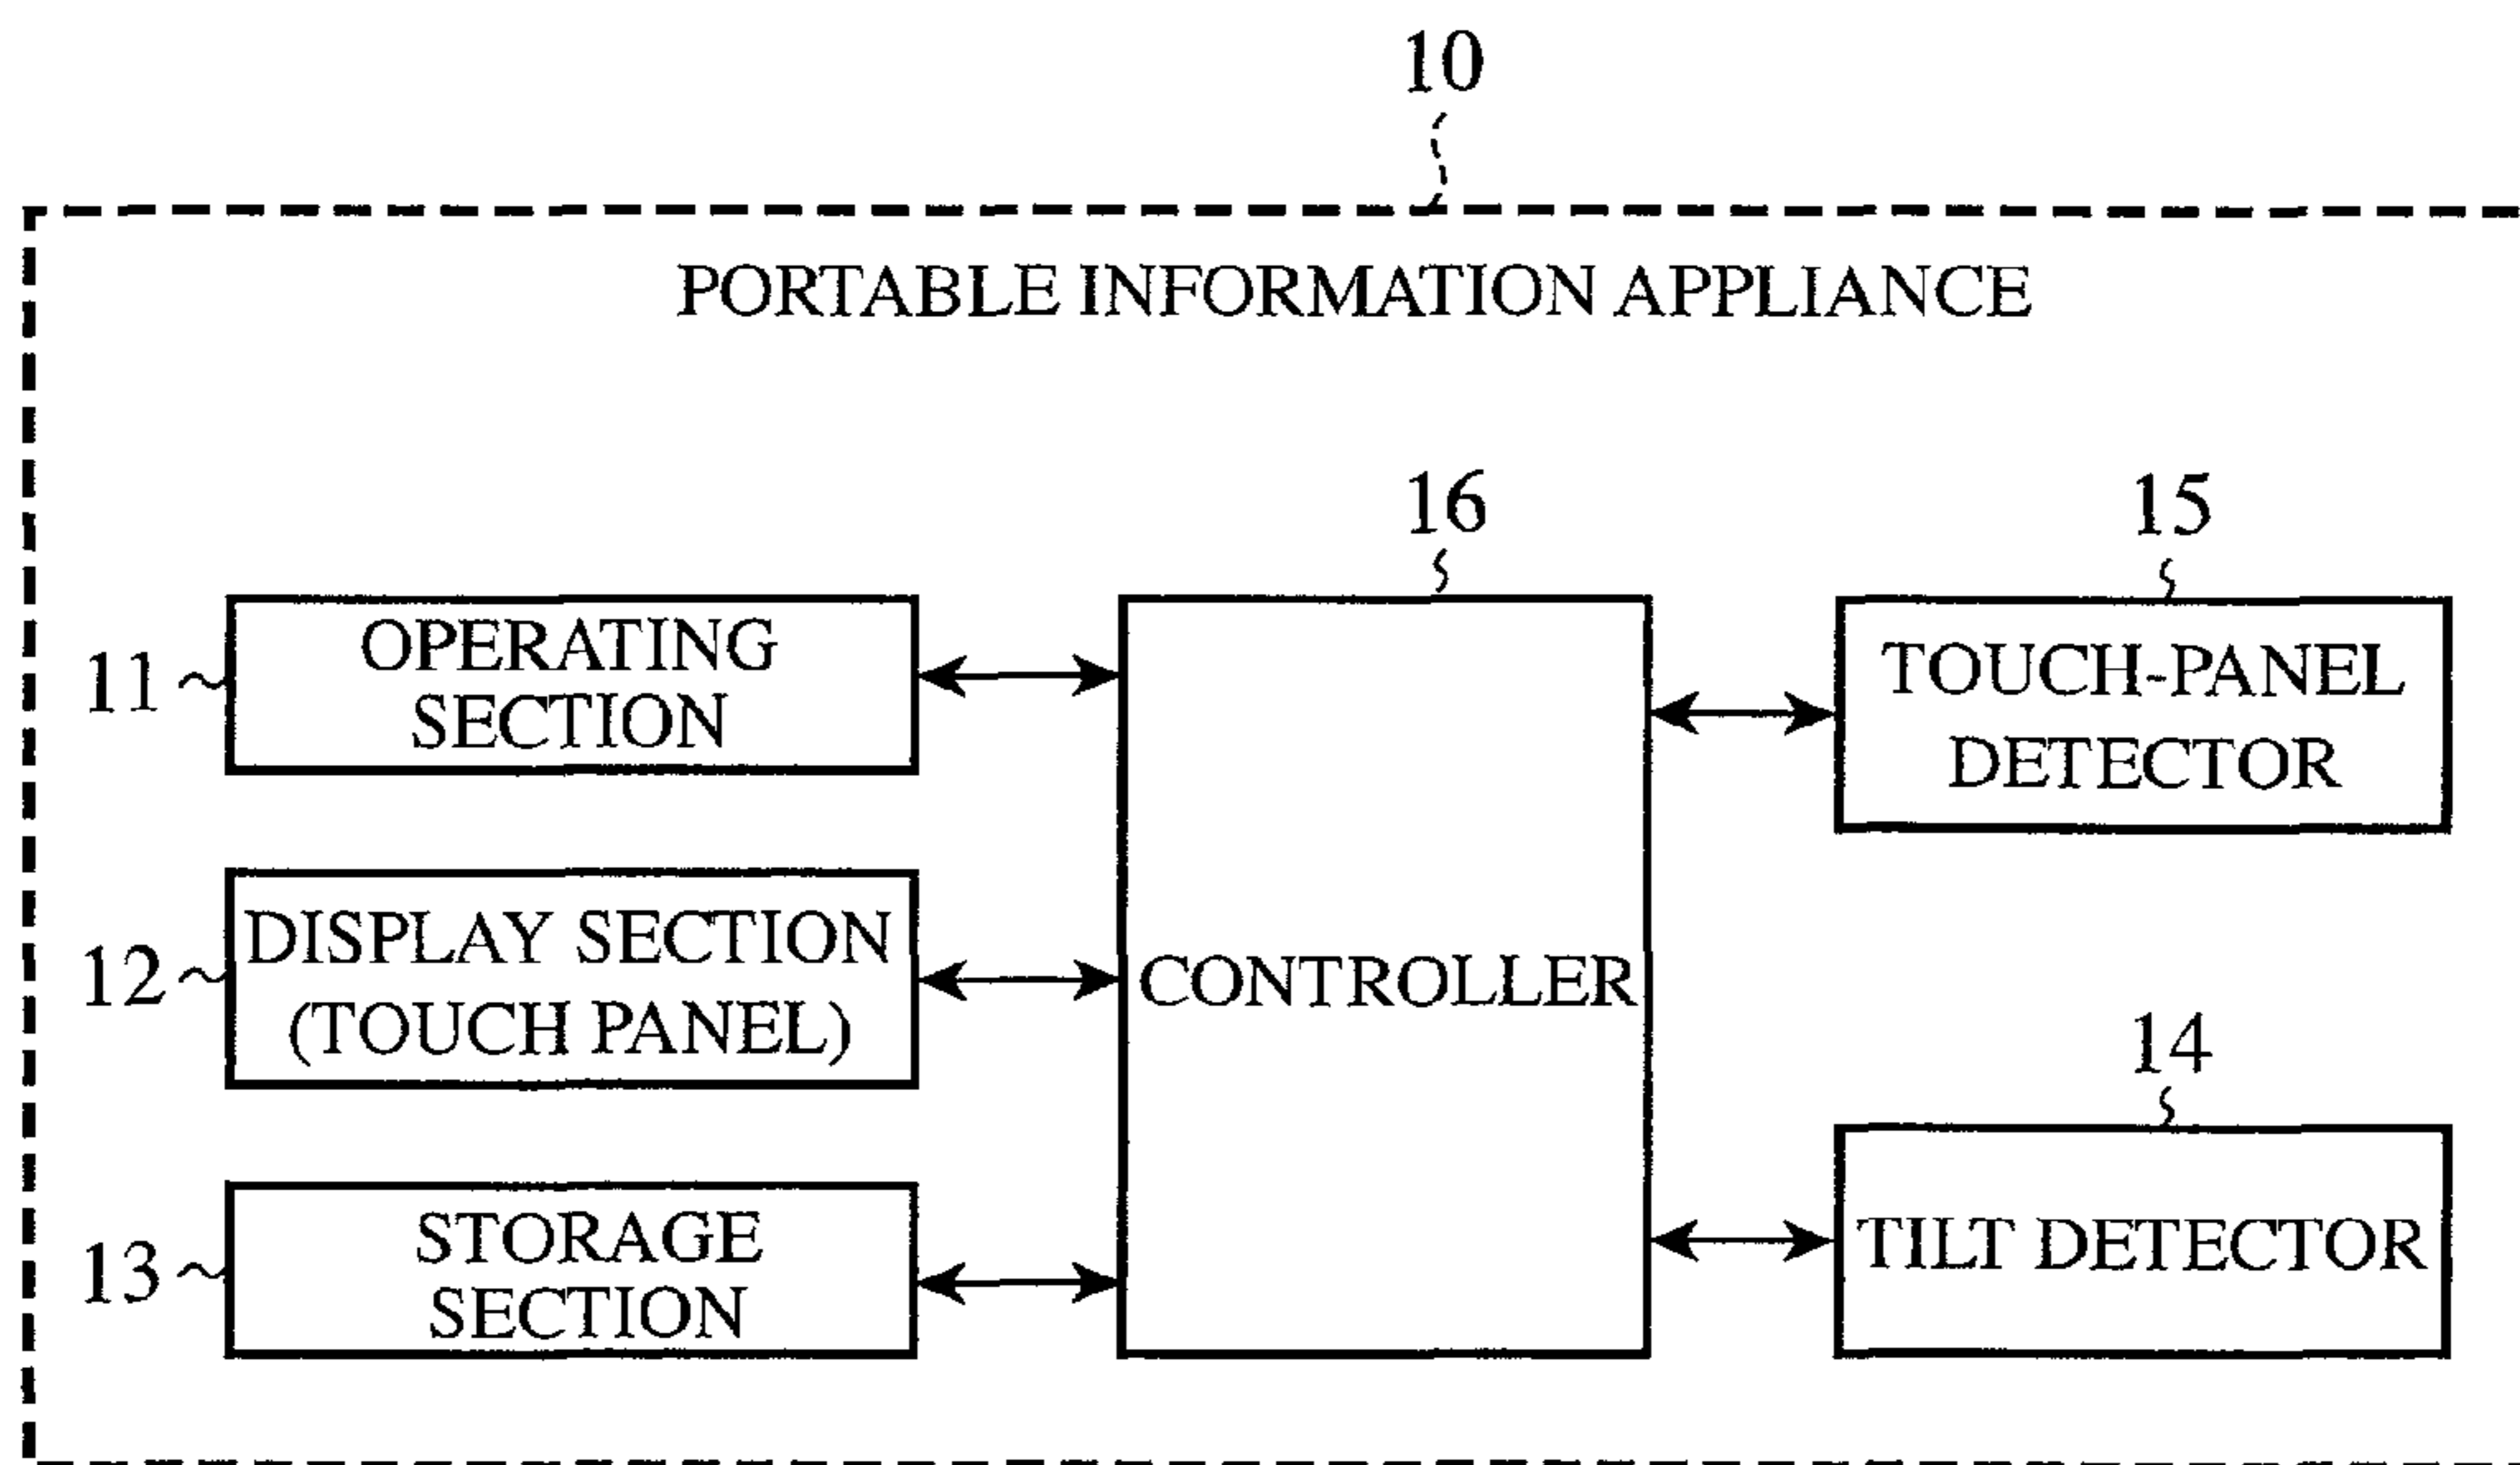 10
PORTABLE INFORMATION APPLIANCE
16
15
11
OPERATING
SECTION
TOUCH-PANEL
DETECTOR
12
DISPLAY SECTION
(TOUCH PANEL)
CONTROLLER
14
13
STORAGE
SECTION
TILT DETECTOR